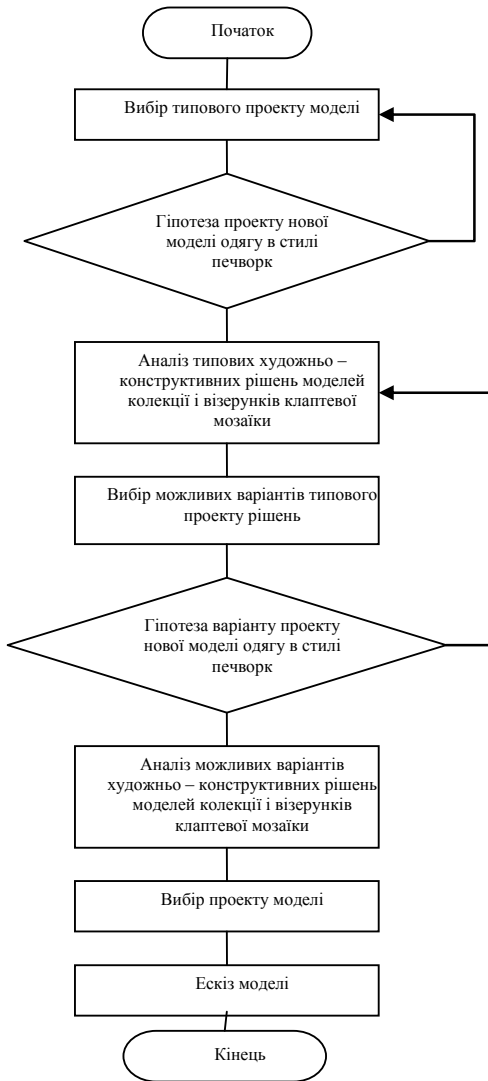 Початок
Вибір типового проекту моделі
Гіпотеза проекту нової
моделі одягу в стилі
печворк
Аналіз типових художньо –
конструктивних рішень моделей
колекції і візерунків клаптевої
мозаїки
Вибір можливих варіантів типового
проекту рішень
Гіпотеза варіанту проекту
нової моделі одягу в стилі
печворк
Аналіз можливих варіантів
художньо – конструктивних рішень
моделей колекції і візерунків
клаптевої мозаїки
Вибір проекту моделі
Ескіз моделі
Кінець